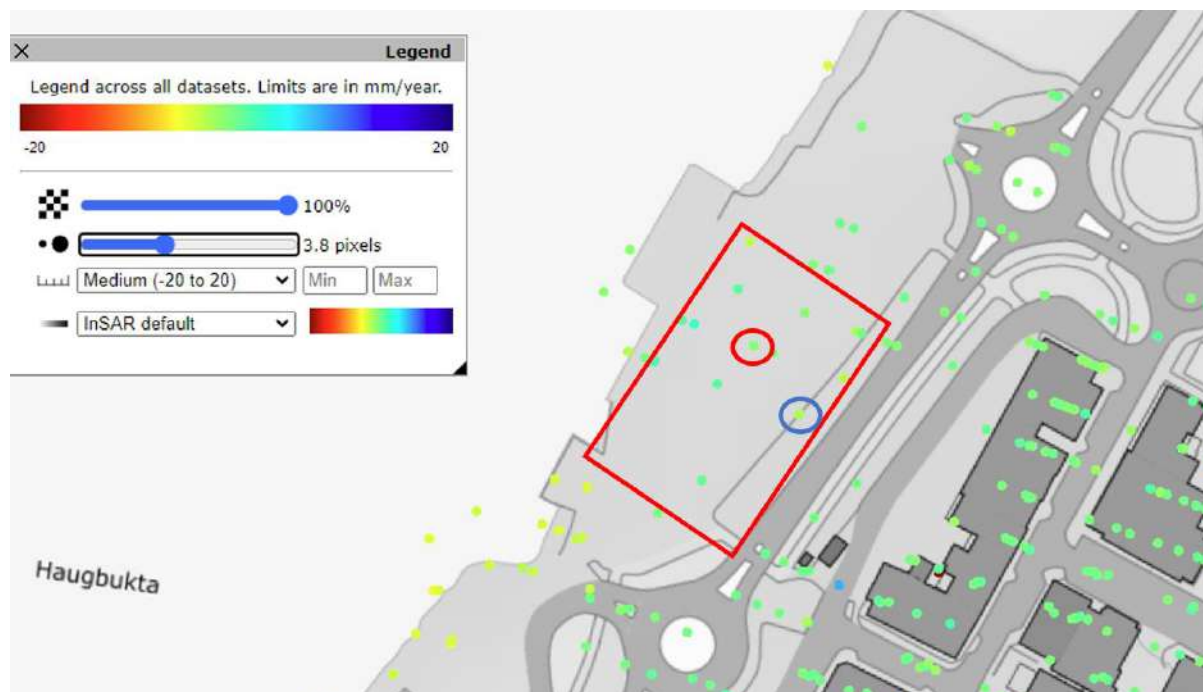 Legend
Legend across all datasets. Limits are in mm/year.
-20 20
100%
3.8 pixels
Medium (-20 to 20) Min Max
InSAR default
Haugbukta